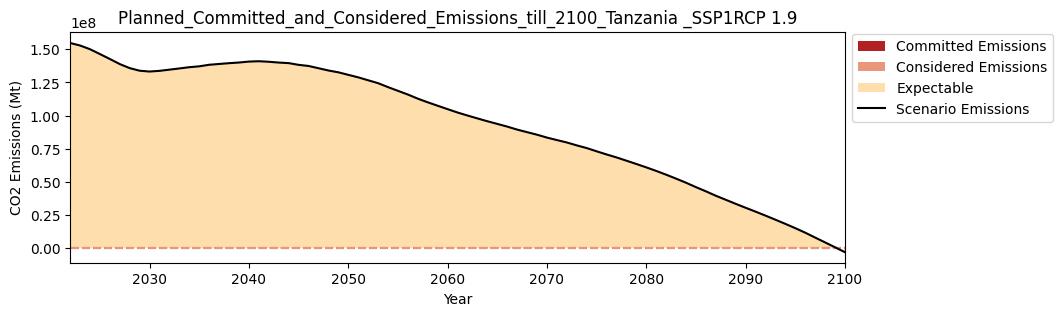 Planned_Committed_and_Considered_Emissions_till_2100_Tanzania _SSP1RCP 1.9
1e8
1.50
1.25
1.00
0.75
0.50
0.25
0.00
CO2 Emissions (Mt)
2030 2040 2050 2060 2070 2080 2090 2100
Year
Committed Emissions
Considered Emissions
Expectable
Scenario Emissions